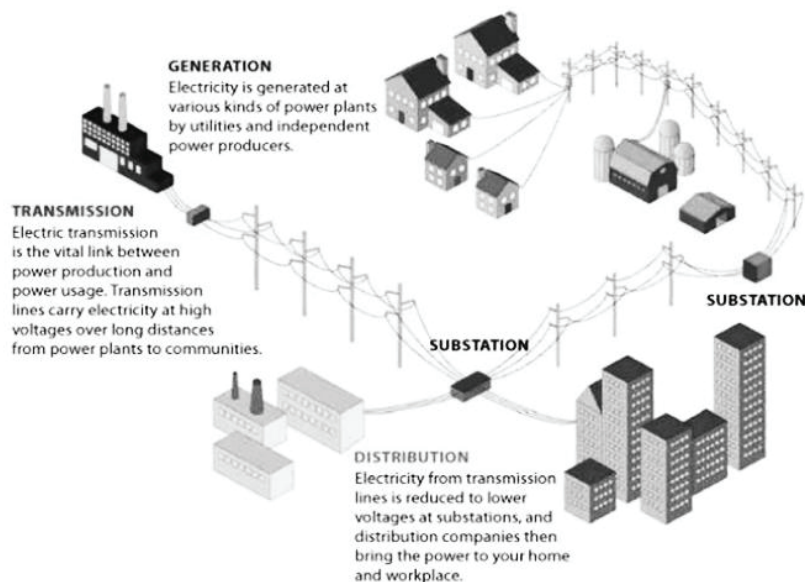 GENERATION
Electricity is generated at
various kinds of power plants
by utilities and independent
power producers.
TRANSMISSION
Electric transmission
is the vital link between
power production and
power usage. Transmission
lines carry electricity at high
voltages over long distances
from power plants to communities.
SUBSTATION
SUBSTATION
DISTRIBUTION
Electricity from transmission
lines is reduced to lower
voltages at substations, and
distribution companies then
bring the power to your home
and workplace.